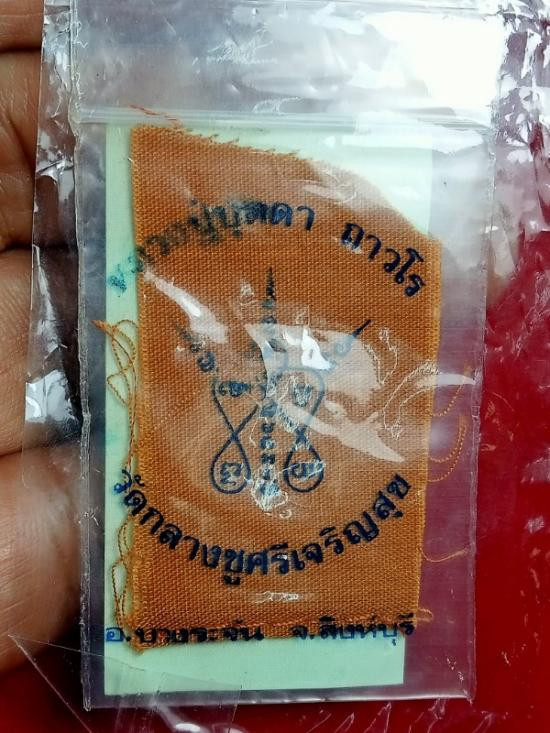 หลวงปู่บุดดา ถาวโร
วัดกลางชูศรีเจริญสุข
อ.บางระจัน จ.สิงห์บุรี